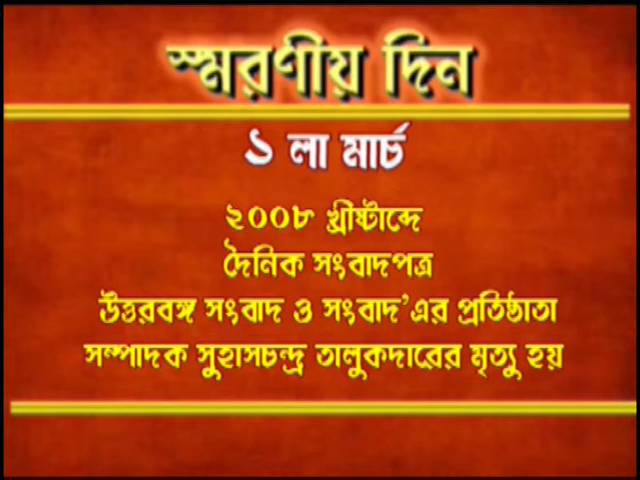 স্মরণীয় দিন
১ লা মার্চ
২০০৮ খ্রীষ্টাব্দে
দৈনিক সংবাদপত্র
উত্তরবঙ্গ সংবাদ ও সংবাদ'এর প্রতিষ্ঠাতা
সম্পাদক সুহাসচন্দ্র তালুকদারের মৃত্যু হয়